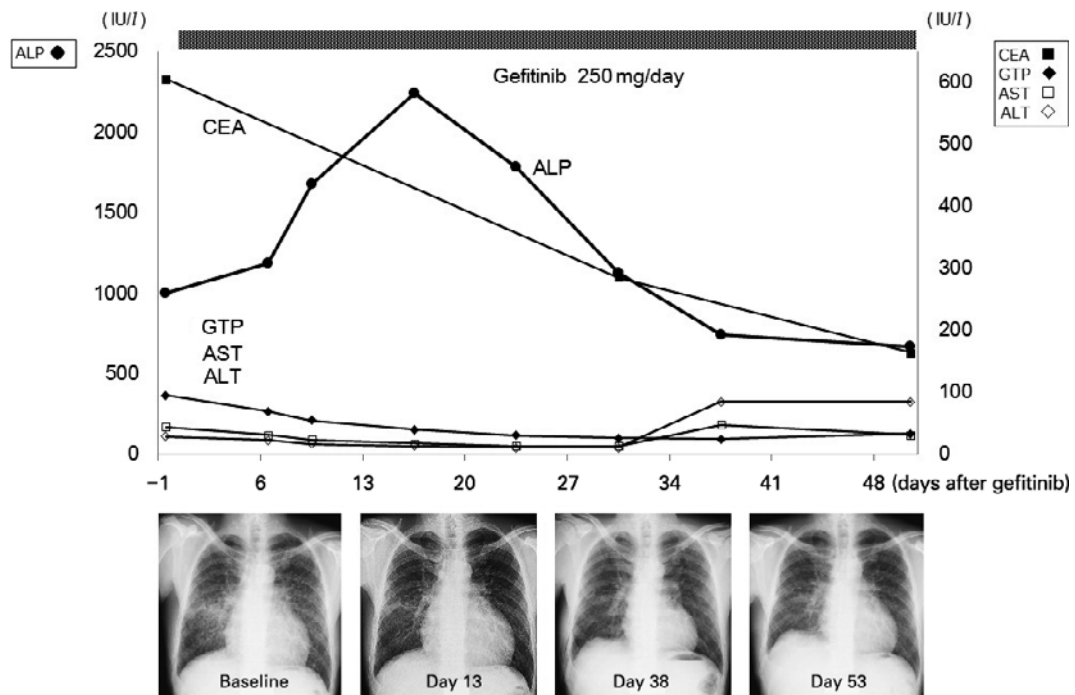 (IU/l) (IU/l)
ALP
2500
2000
1500
1000
500
0
Gefitinib 250 mg/day
CEA
ALP
GTP
AST
ALT
CEA
GTP
AST
ALT
600
500
400
300
200
100
0
−1 6 13 20 27 34 41 48 (days after gefitinib)
Baseline Day 13 Day 38 Day 53